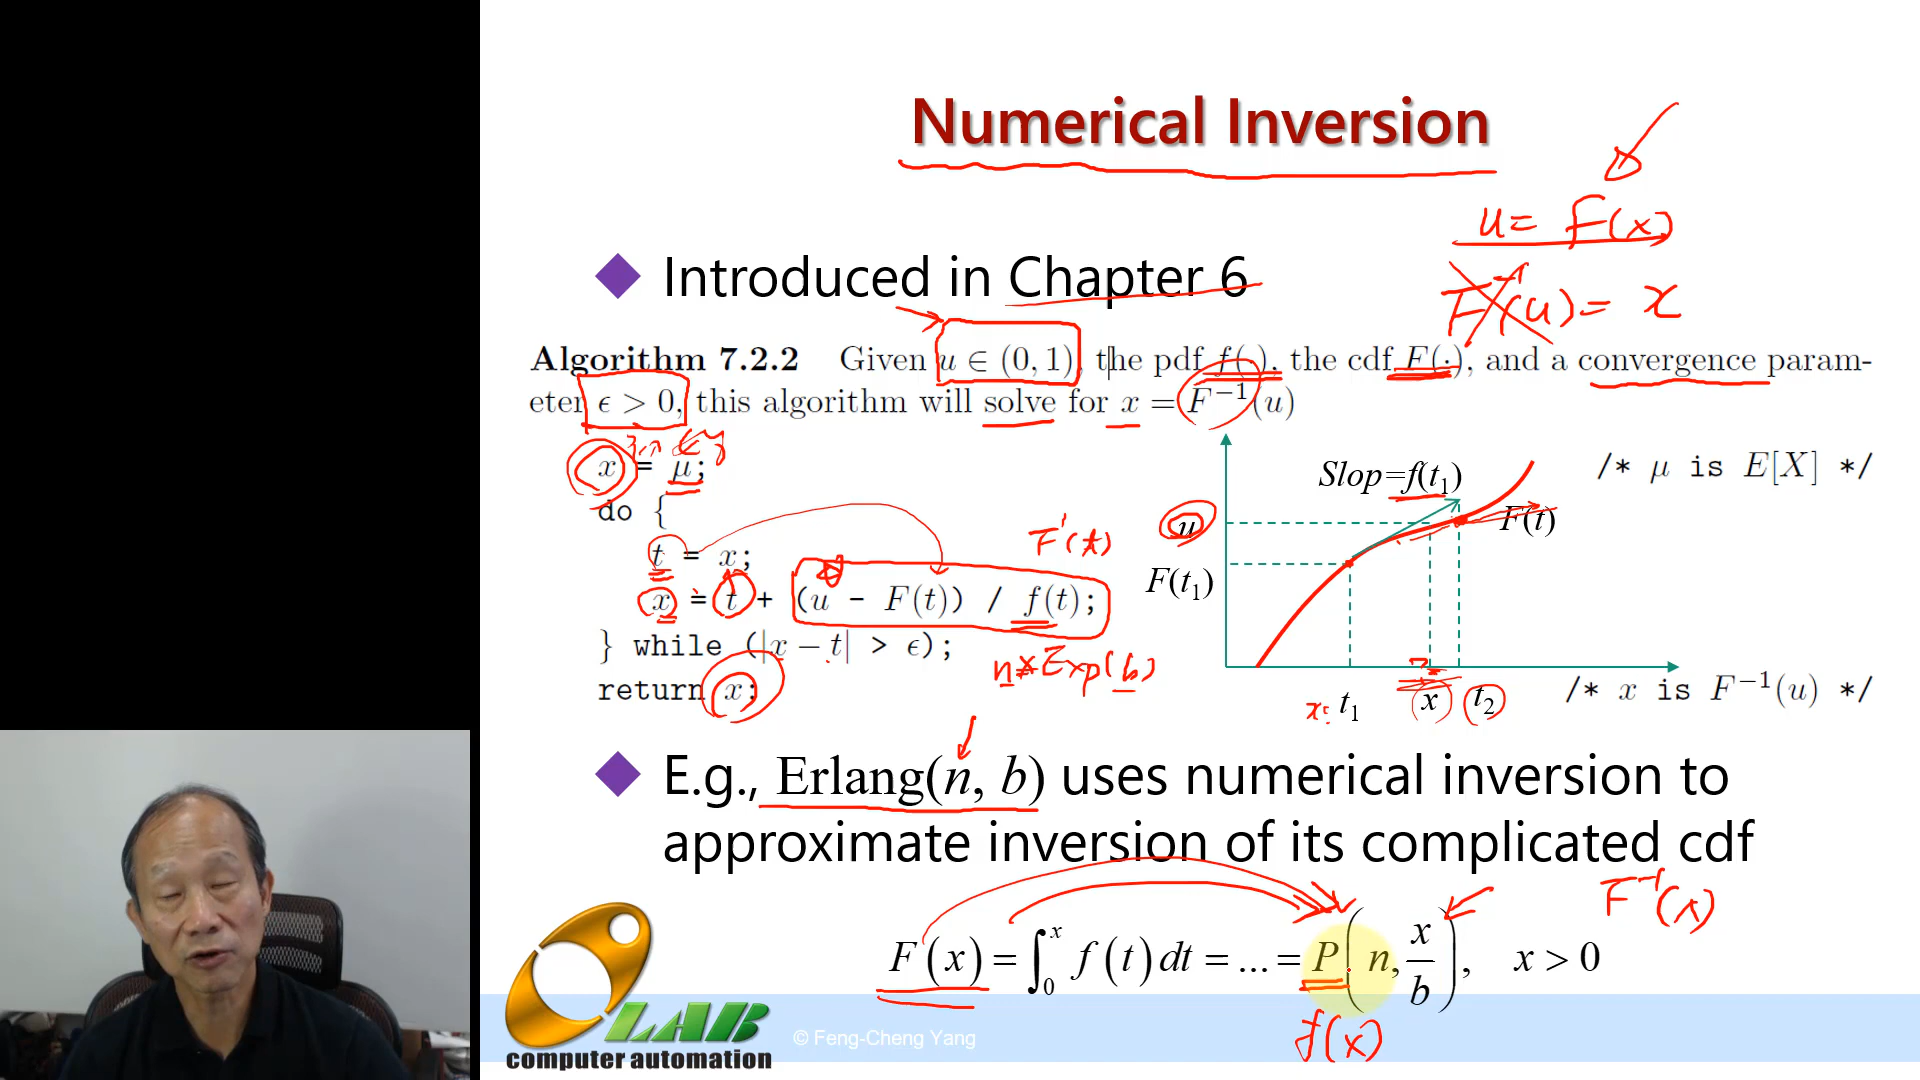 Numerical Inversion
u = F(x)
Introduced in Chapter 6
F⁻¹(u) = x
Algorithm 7.2.2 Given u ∈ (0, 1), the pdf f(·), the cdf F(·), and a convergence param-
eter ϵ > 0, this algorithm will solve for x = F⁻¹(u)
x = μ; /* μ is E[X] */
do {
t = x;
x = t + (u − F(t)) / f(t);
} while (|x − t| > ϵ);
return x; /* x is F⁻¹(u) */
F'(t)
n * Exp(b)
Slop=f(t₁)
u
F(t)
F(t₁)
t₁ x t₂
E.g., Erlang(n, b) uses numerical inversion to
approximate inversion of its complicated cdf
F⁻¹(x)
F(x) = ∫₀ˣ f(t)dt = ... = P(n, x/b), x > 0
f(x)
LAB
computer automation
© Feng-Cheng Yang